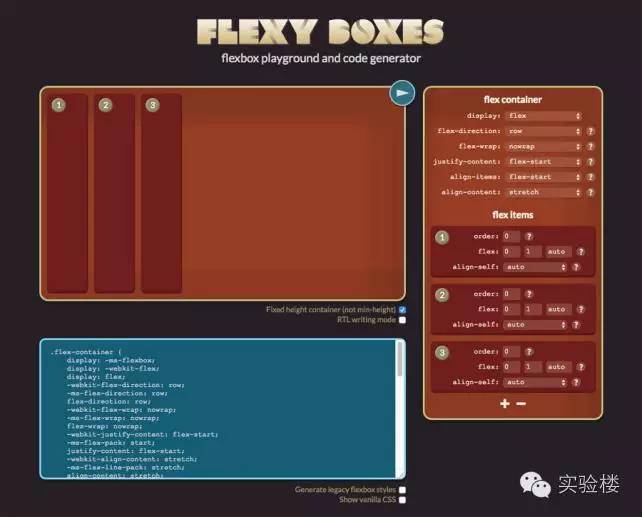 FLEXY BOXES
flexbox playground and code generator
1 2 3
Fixed height container (not min-height)
RTL writing mode
.flex-container {
display: -ms-flexbox;
display: -webkit-flex;
display: flex;
-webkit-flex-direction: row;
-ms-flex-direction: row;
flex-direction: row;
-webkit-flex-wrap: nowrap;
-ms-flex-wrap: nowrap;
flex-wrap: nowrap;
-webkit-justify-content: flex-start;
-ms-flex-pack: start;
justify-content: flex-start;
-webkit-align-content: stretch;
-ms-flex-line-pack: stretch;
align-content: stretch;
Generate legacy flexbox styles
Show vanilla CSS
flex container
display: flex
flex-direction: row ?
flex-wrap: nowrap ?
justify-content: flex-start ?
align-items: flex-start ?
align-content: stretch ?
flex items
1 order: 0 ?
flex: 0 1 auto ?
align-self: auto ?
2 order: 0 ?
flex: 0 1 auto ?
align-self: auto ?
3 order: 0 ?
flex: 0 1 auto ?
align-self: auto ?
+ −
实验楼